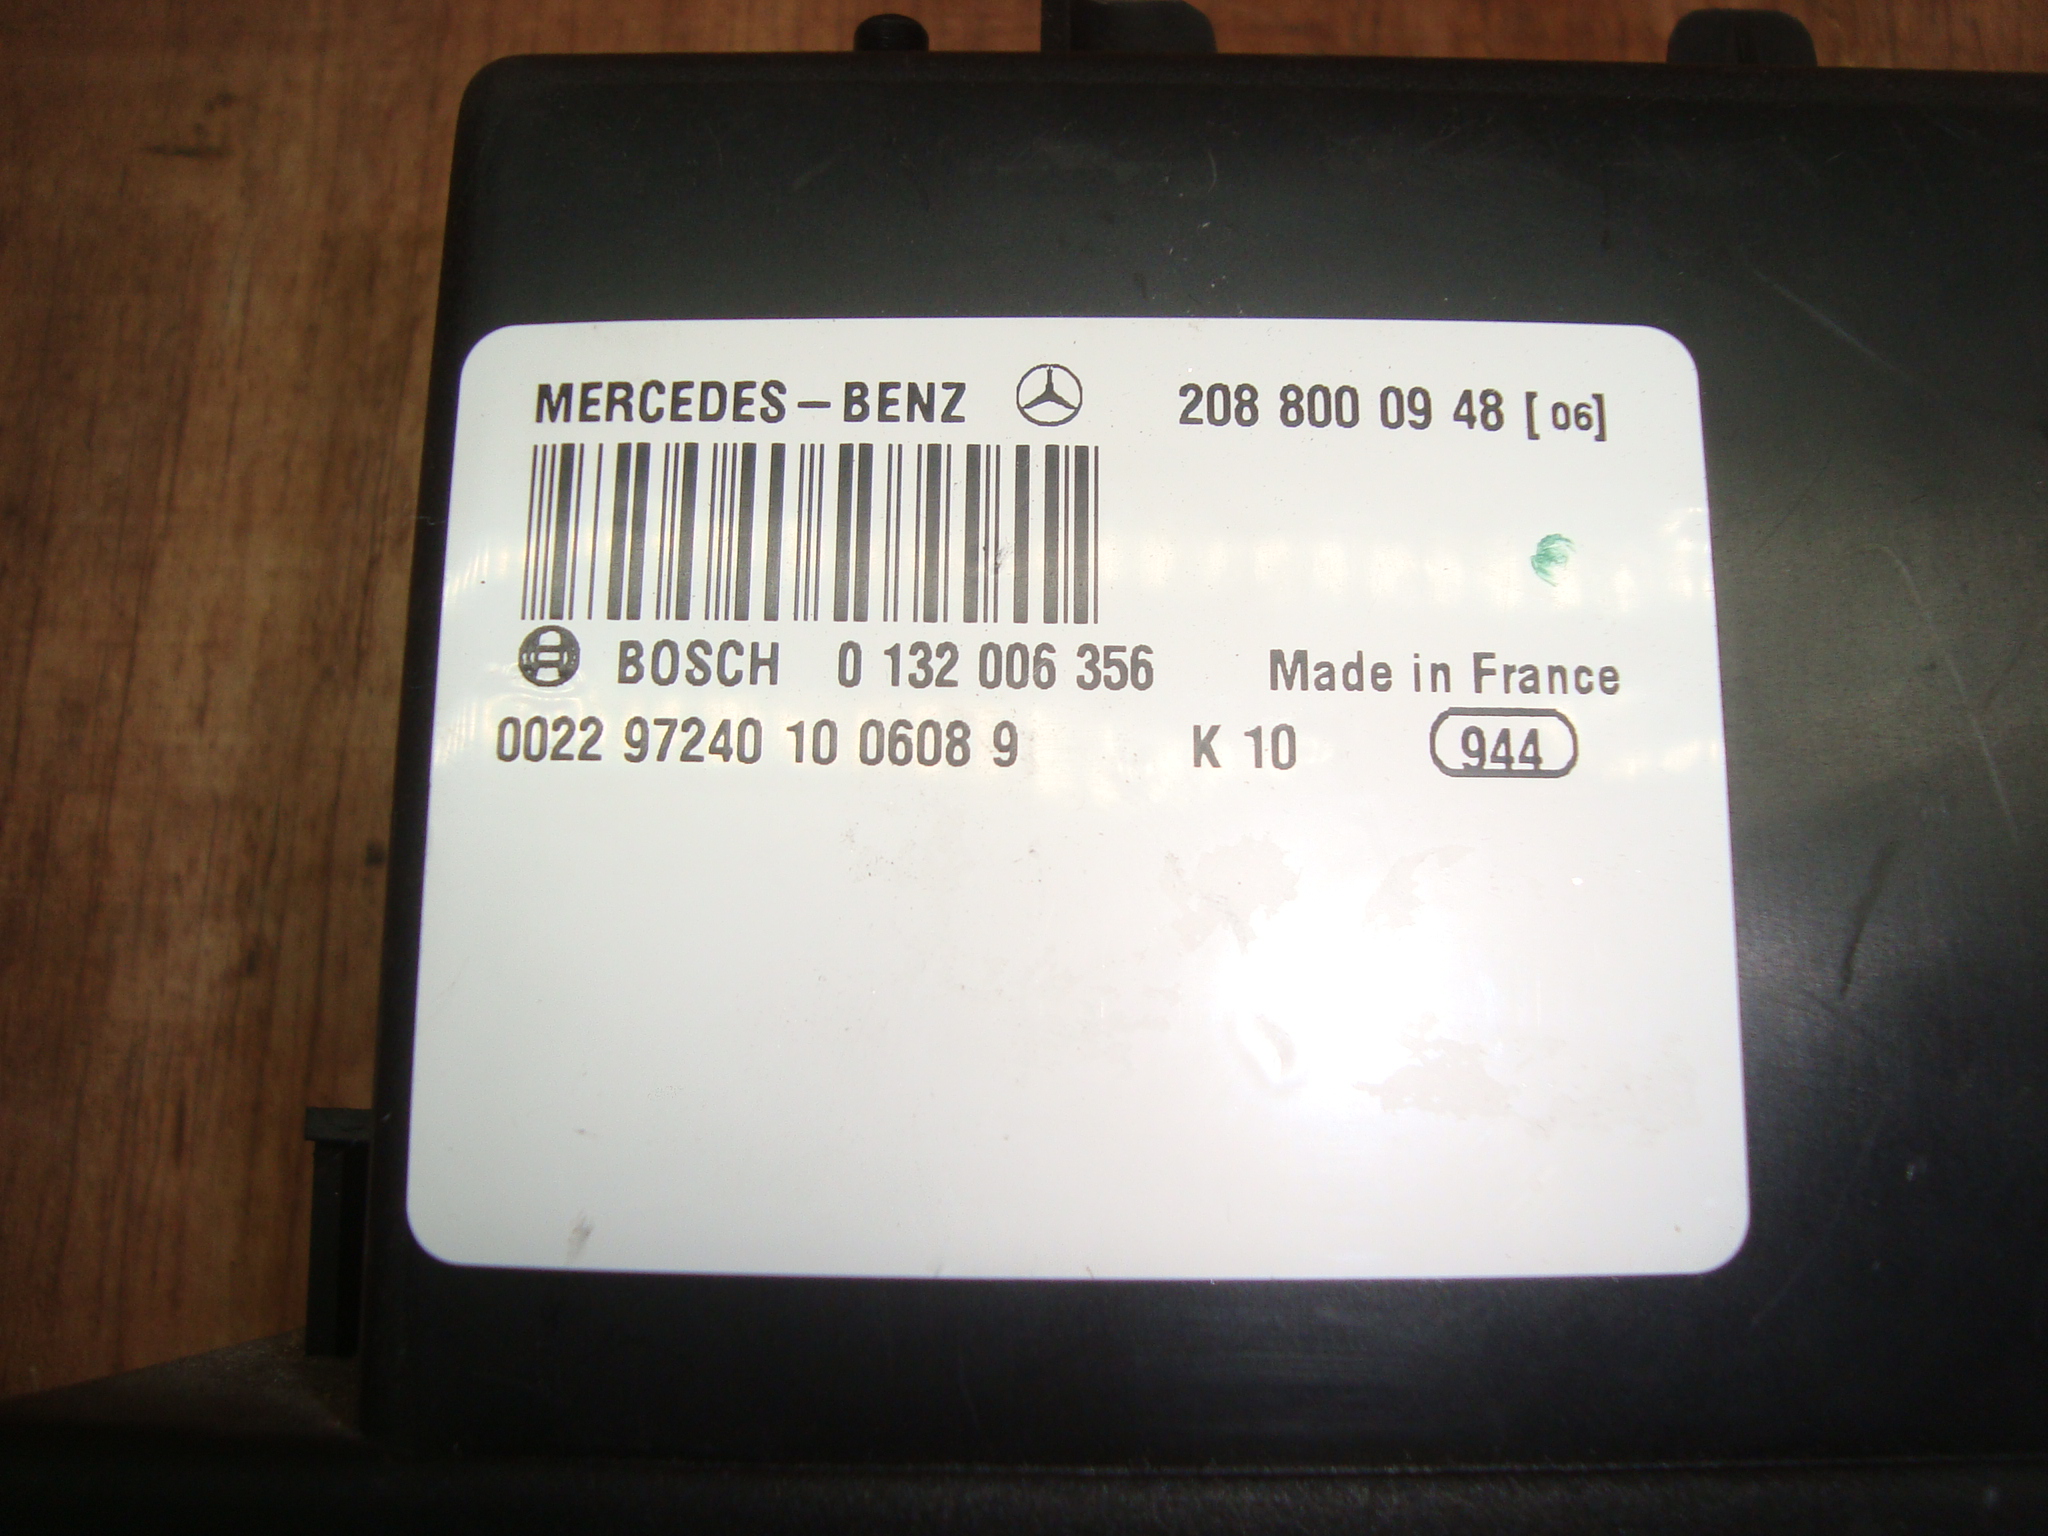 MERCEDES-BENZ 208 800 09 48 [06]
BOSCH 0 132 006 356 Made in France
0022 97240 10 0608 9 K 10 944